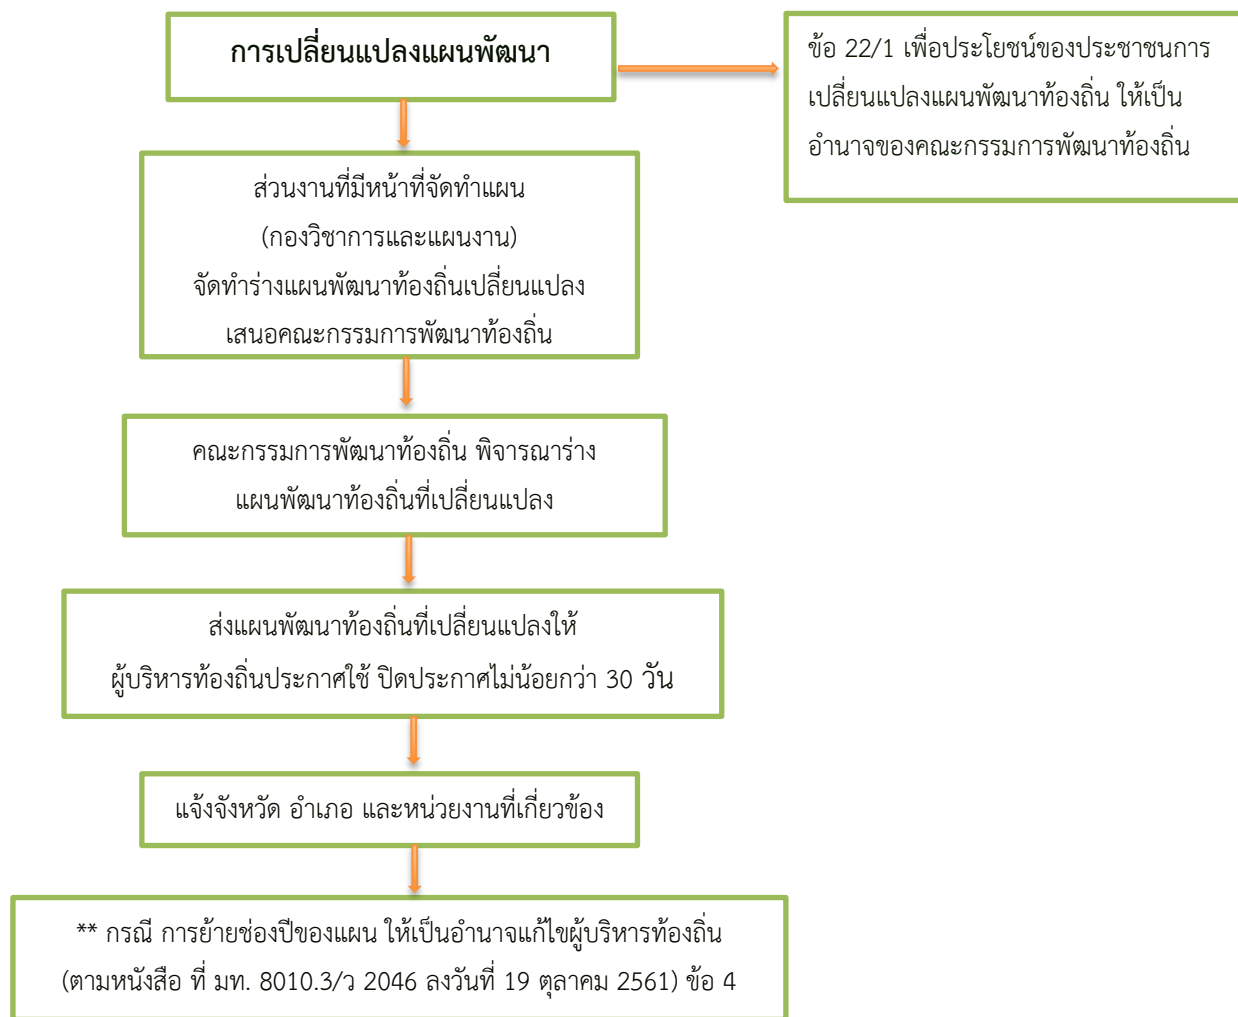 การเปลี่ยนแปลงแผนพัฒนา
ข้อ 22/1 เพื่อประโยชน์ของประชาชนการ
เปลี่ยนแปลงแผนพัฒนาท้องถิ่น ให้เป็น
อำนาจของคณะกรรมการพัฒนาท้องถิ่น
ส่วนงานที่มีหน้าที่จัดทำแผน
(กองวิชาการและแผนงาน)
จัดทำร่างแผนพัฒนาท้องถิ่นเปลี่ยนแปลง
เสนอคณะกรรมการพัฒนาท้องถิ่น
คณะกรรมการพัฒนาท้องถิ่น พิจารณาร่าง
แผนพัฒนาท้องถิ่นที่เปลี่ยนแปลง
ส่งแผนพัฒนาท้องถิ่นที่เปลี่ยนแปลงให้
ผู้บริหารท้องถิ่นประกาศใช้ ปิดประกาศไม่น้อยกว่า 30 วัน
แจ้งจังหวัด อำเภอ และหน่วยงานที่เกี่ยวข้อง
** กรณี การย้ายช่องปีของแผน ให้เป็นอำนาจแก้ไขผู้บริหารท้องถิ่น
(ตามหนังสือ ที่ มท. 8010.3/ว 2046 ลงวันที่ 19 ตุลาคม 2561) ข้อ 4